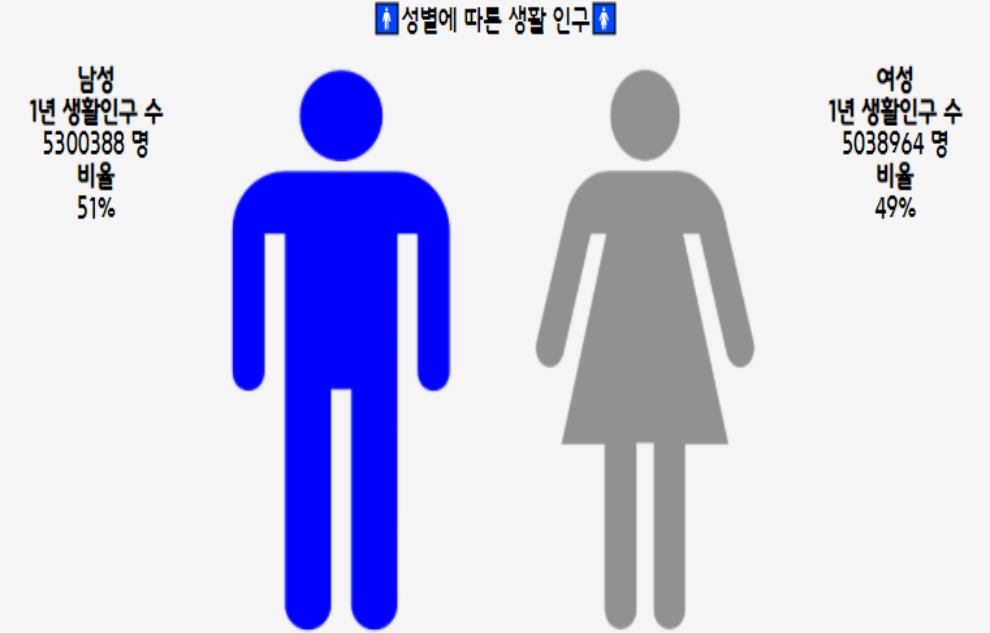 🚹성별에 따른 생활 인구🚺
남성
1년 생활인구 수
5300388 명
비율
51%
여성
1년 생활인구 수
5038964 명
비율
49%